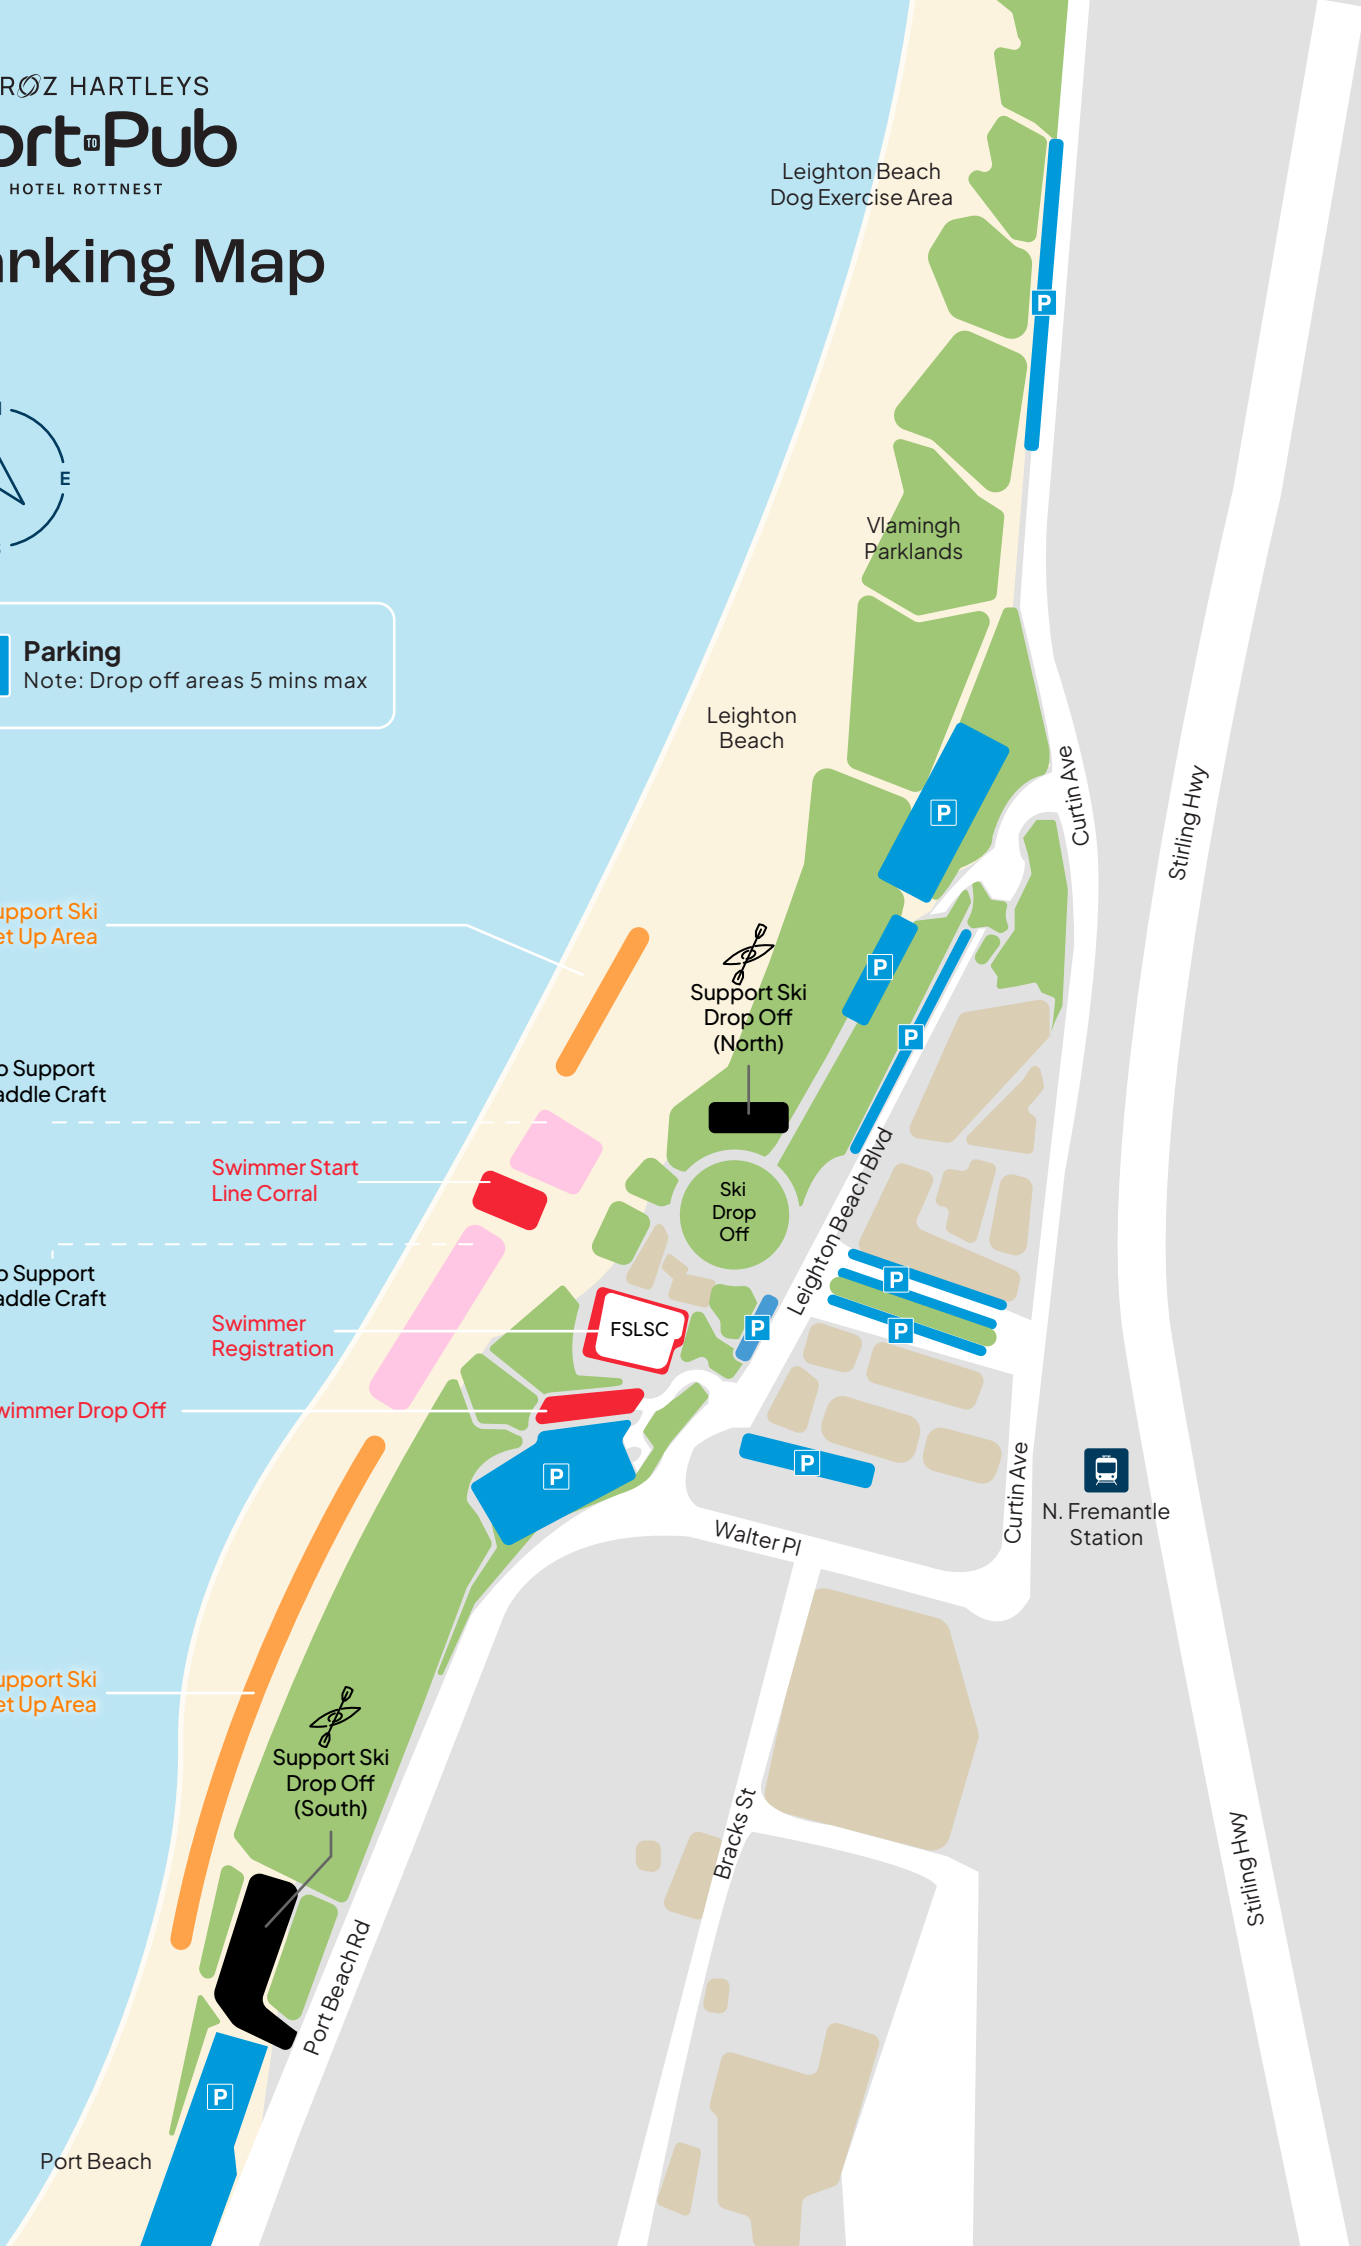 RØZ HARTLEYS
ort TO Pub
HOTEL ROTTNEST
arking Map
E
Parking
Note: Drop off areas 5 mins max
Leighton Beach
Dog Exercise Area
P
Vlamingh
Parklands
Leighton
Beach
P
Curtin Ave
Stirling Hwy
upport Ski
et Up Area
P
Support Ski
Drop Off
(North)
P
o Support
addle Craft
Swimmer Start
Line Corral
Ski
Drop
Off
Leighton Beach Blvd
o Support
addle Craft
P
P
Swimmer
Registration
FSLSC
P
wimmer Drop Off
P
P
Curtin Ave
N. Fremantle
Station
Walter Pl
upport Ski
et Up Area
Support Ski
Drop Off
(South)
Bracks St
Stirling Hwy
Port Beach Rd
P
Port Beach